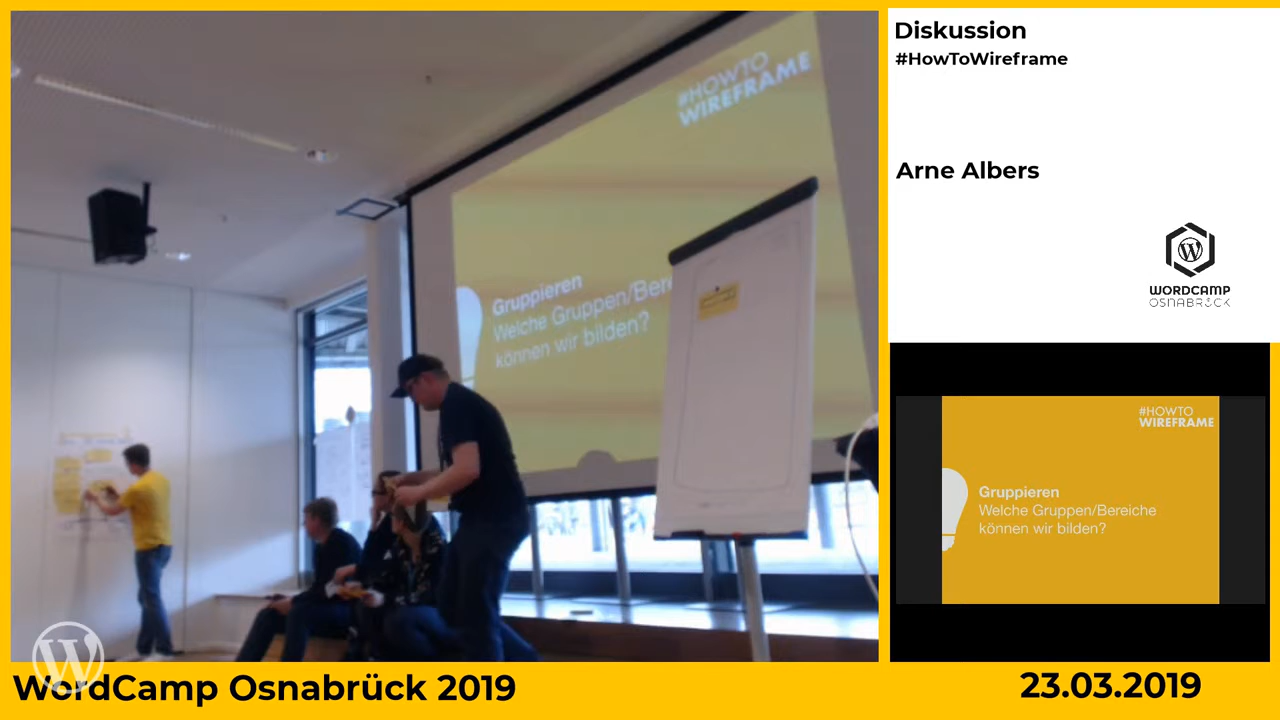 #HOWTO
WIREFRAME
Gruppieren
Welche Gruppen/Bere
können wir bilden?
Diskussion
#HowToWireframe
Arne Albers
WORDCAMP
OSNABRÜCK
#HOWTO
WIREFRAME
Gruppieren
Welche Gruppen/Bereiche
können wir bilden?
WordCamp Osnabrück 2019
23.03.2019